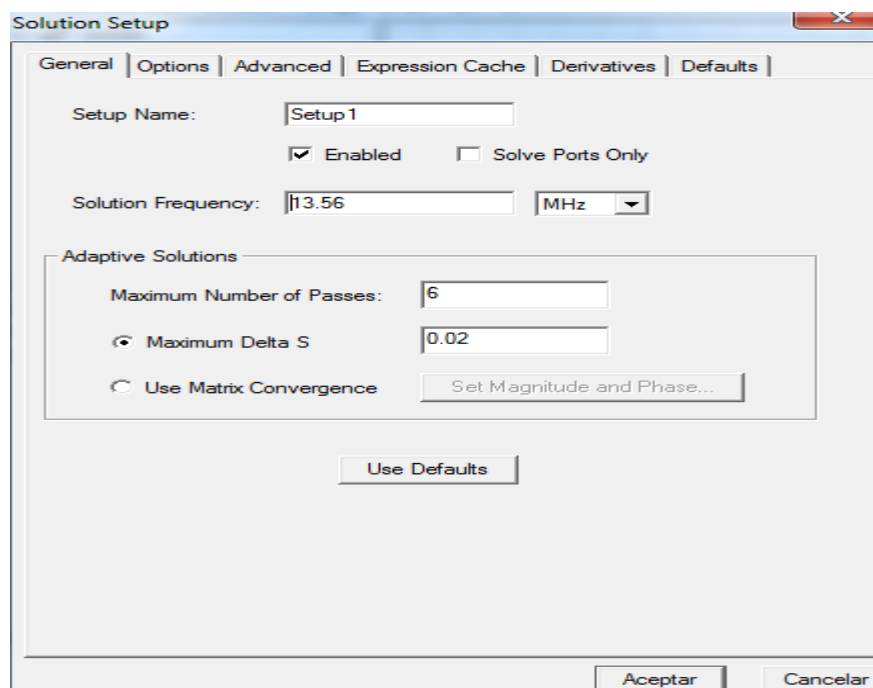 Solution Setup
General Options Advanced Expression Cache Derivatives Defaults
Setup Name: Setup1
Enabled Solve Ports Only
Solution Frequency: 13.56 MHz
Adaptive Solutions
Maximum Number of Passes: 6
Maximum Delta S 0.02
Use Matrix Convergence Set Magnitude and Phase...
Use Defaults
Aceptar Cancelar